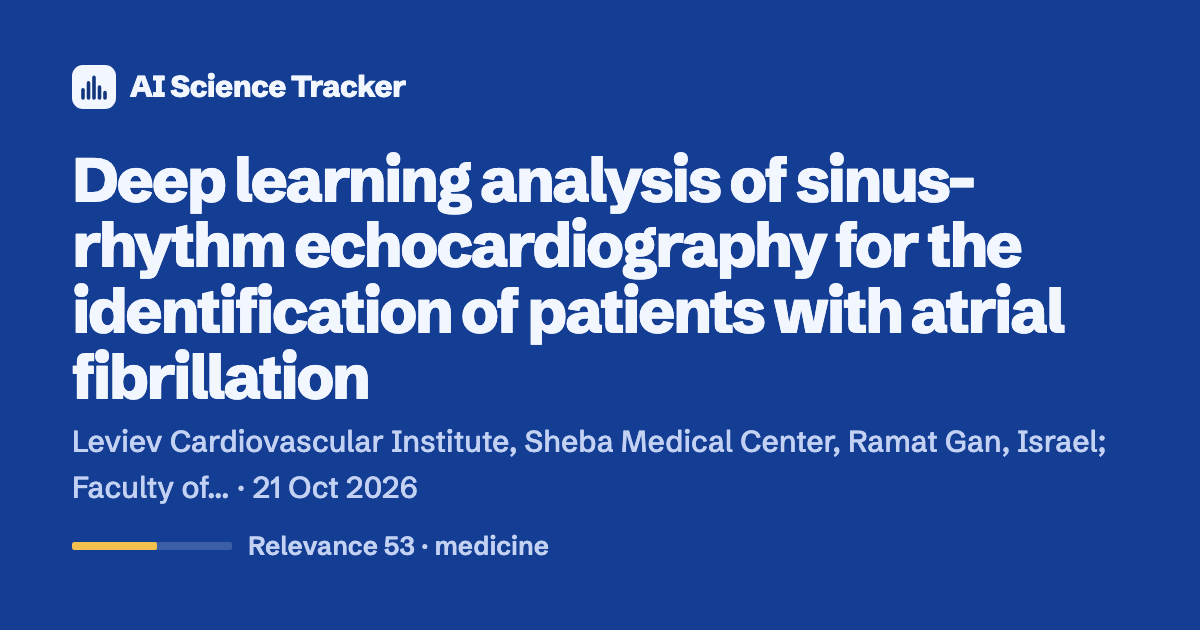 AI Science Tracker
Deep learning analysis of sinus-
rhythm echocardiography for the
identification of patients with atrial
fibrillation
Leviev Cardiovascular Institute, Sheba Medical Center, Ramat Gan, Israel;
Faculty of... · 21 Oct 2026
Relevance 53 · medicine